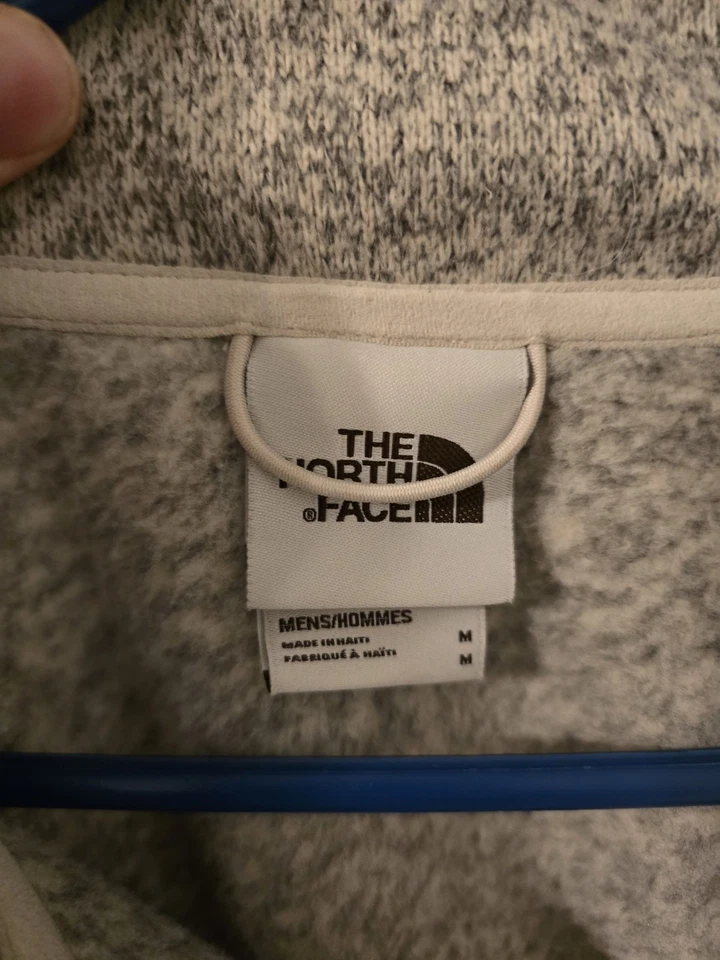 THE
NORTH
®FACE
MENS/HOMMES
MADE IN HAITI M
FABRIQUÉ À HAÏTI M